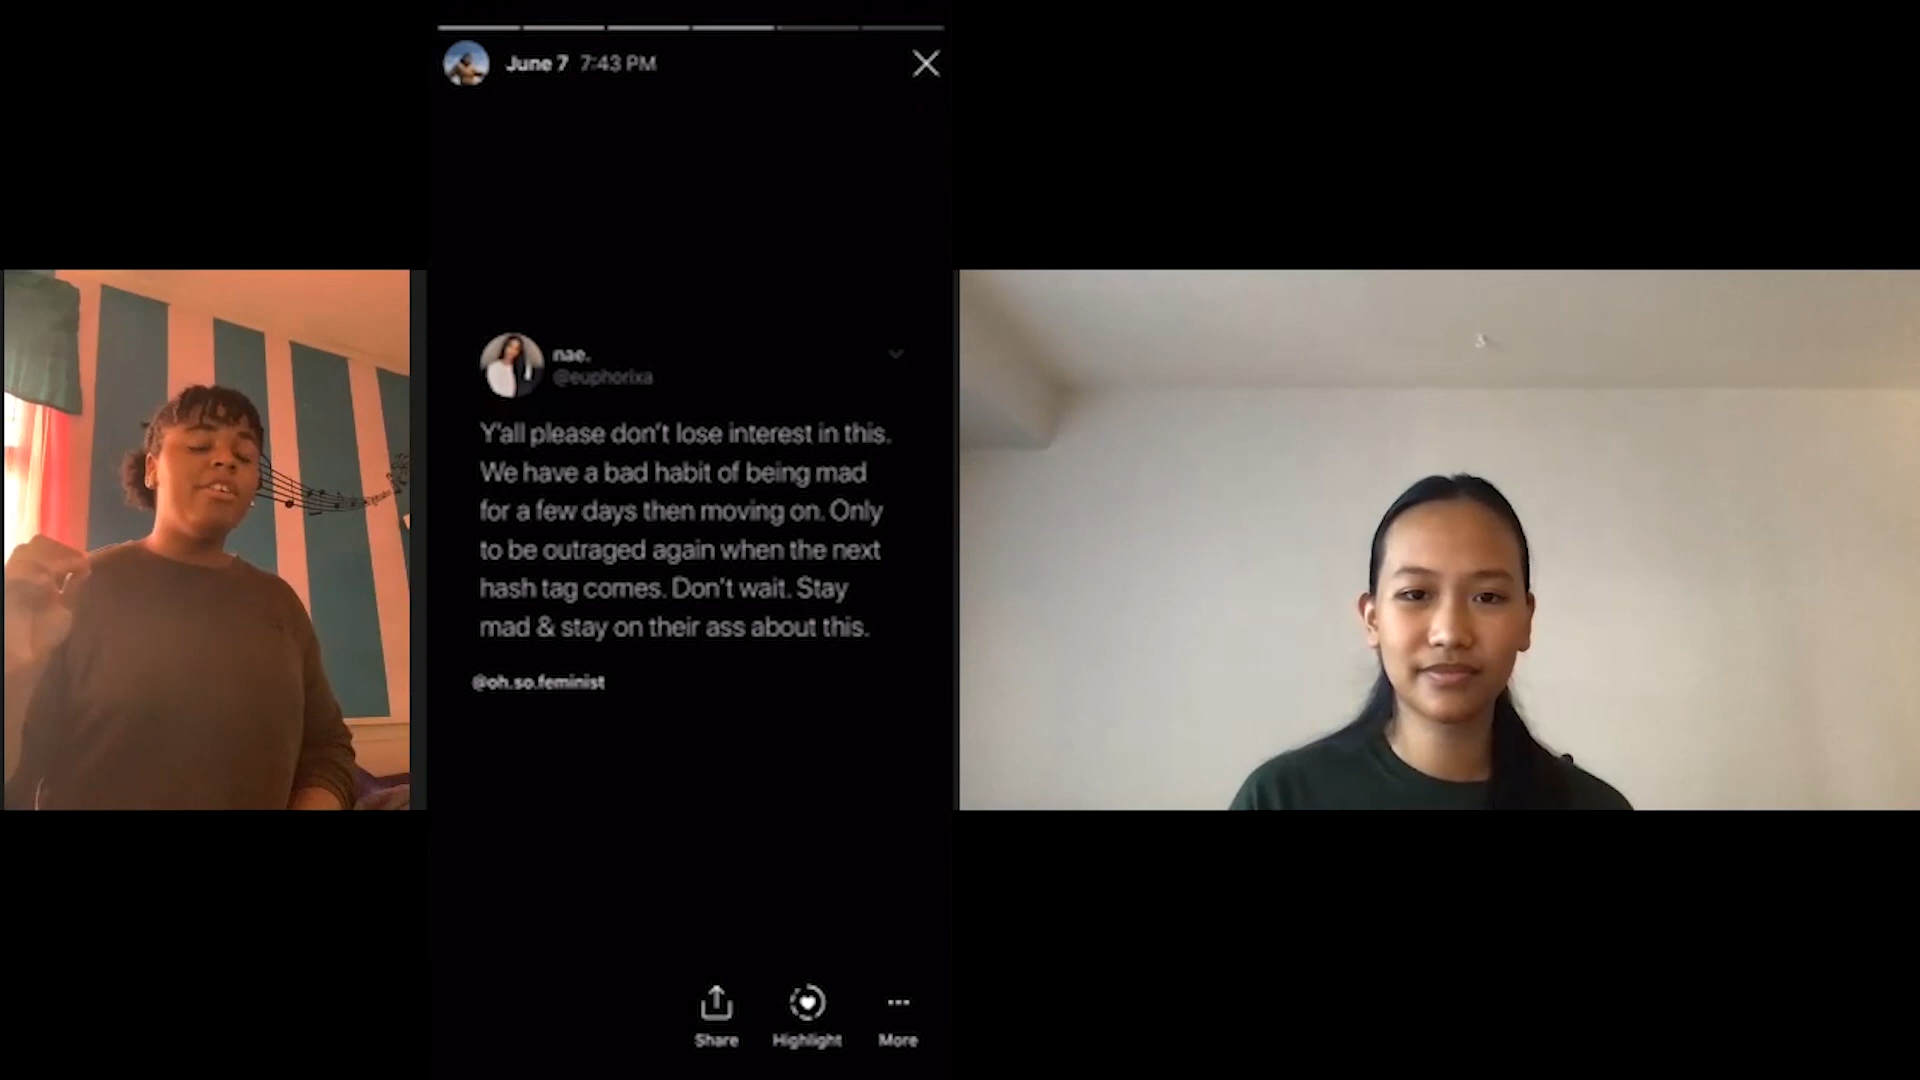 June 7 7:43 PM
nae.
@euphorixa
Y'all please don't lose interest in this.
We have a bad habit of being mad
for a few days then moving on. Only
to be outraged again when the next
hash tag comes. Don't wait. Stay
mad & stay on their ass about this.
@oh.so.feminist
Share Highlight More